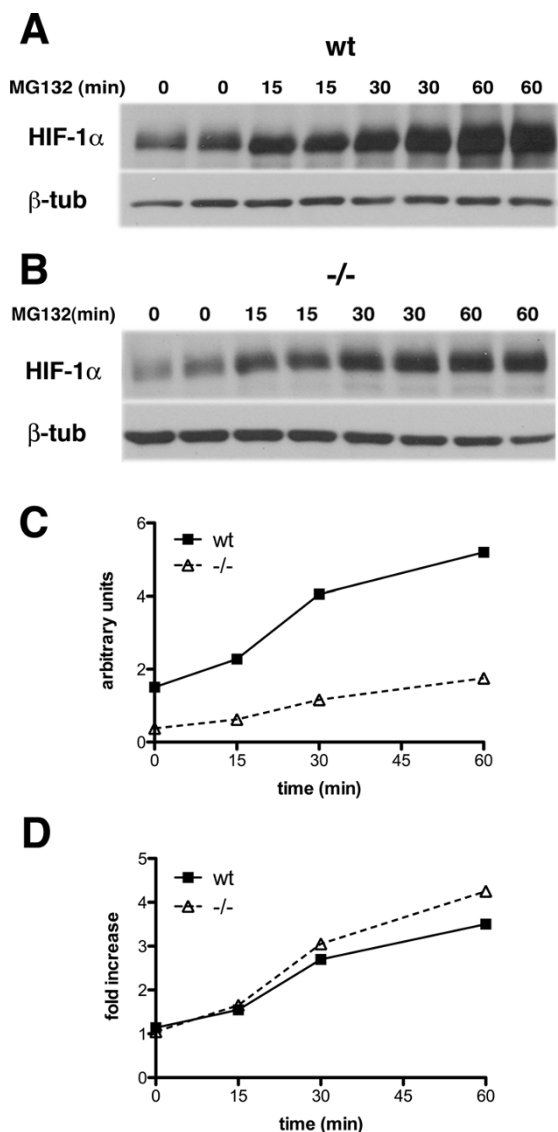 A
wt
MG132 (min) 0 0 15 15 30 30 60 60
HIF-1α
β-tub
B
-/-
MG132(min) 0 0 15 15 30 30 60 60
HIF-1α
β-tub
C
6
4
2
0
arbitrary units
wt
-/-
0 15 30 45 60
time (min)
D
5
4
3
2
1
0
fold increase
wt
-/-
0 15 30 45 60
time (min)